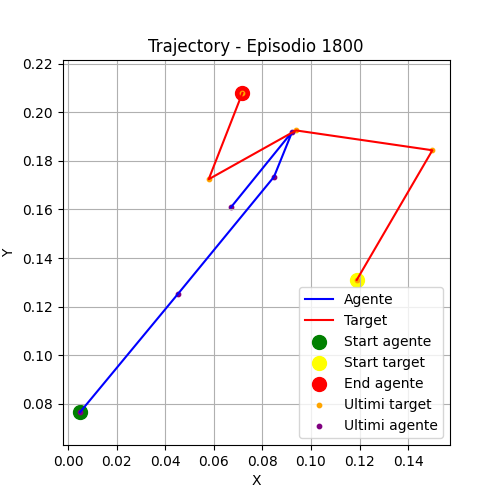 Trajectory - Episodio 1800
0.22
0.20
0.18
0.16
0.14
0.12
0.10
0.08
Y
Agente
Target
Start agente
Start target
End agente
Ultimi target
Ultimi agente
0.00 0.02 0.04 0.06 0.08 0.10 0.12 0.14
X